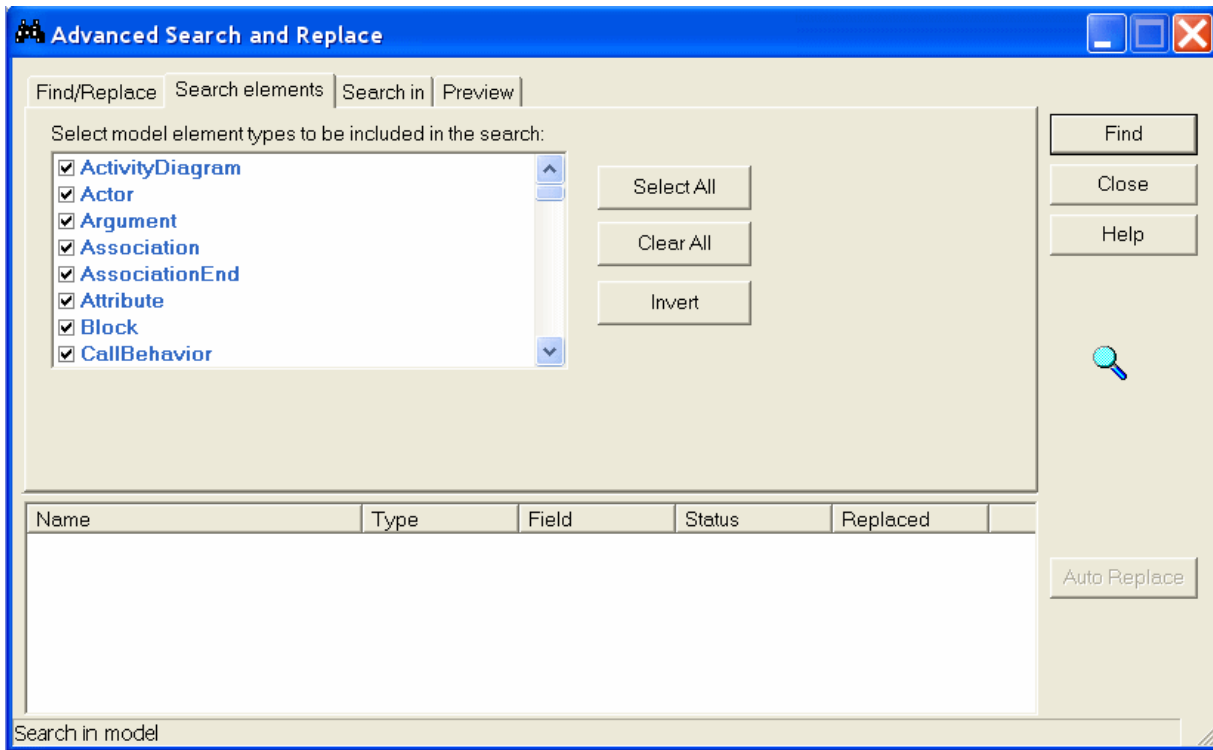 Advanced Search and Replace
Find/Replace Search elements Search in Preview
Select model element types to be included in the search:
ActivityDiagram
Actor
Argument
Association
AssociationEnd
Attribute
Block
CallBehavior
Select All
Clear All
Invert
Find
Close
Help
Name Type Field Status Replaced
Auto Replace
Search in model